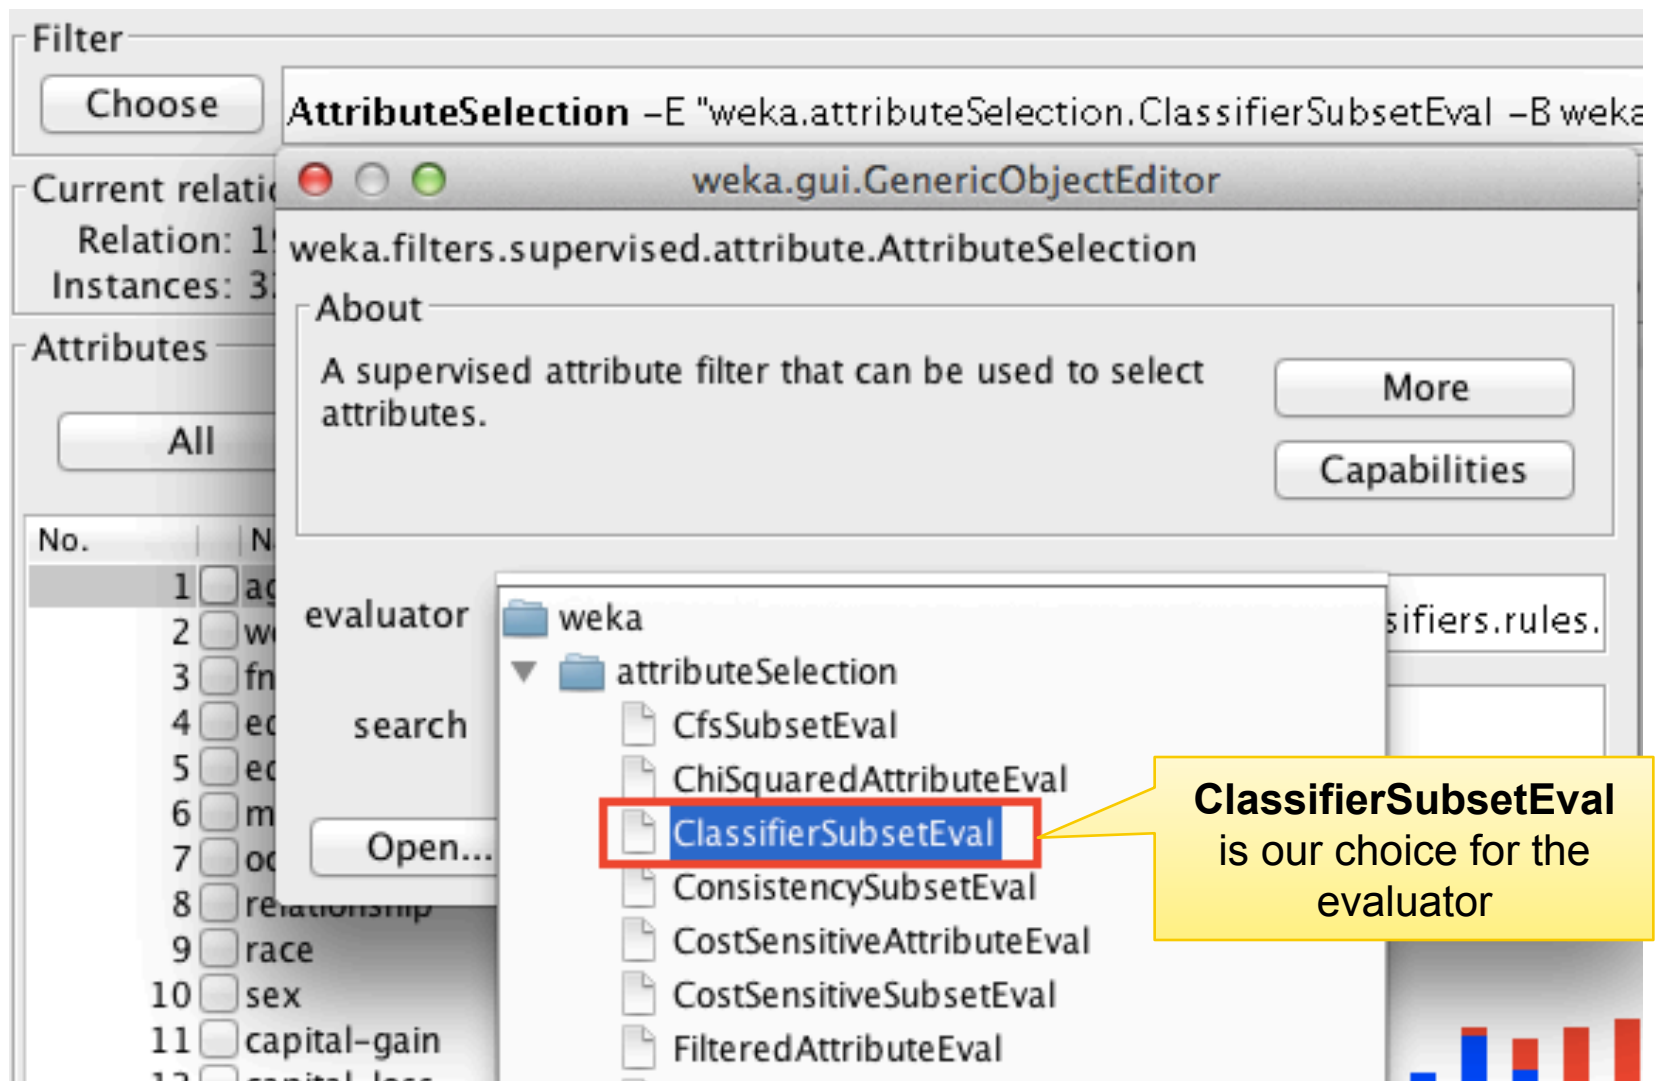 Filter
Choose
AttributeSelection -E "weka.attributeSelection.ClassifierSubsetEval -B weka
weka.gui.GenericObjectEditor
Current
Relation:
Instances:
weka.filters.supervised.attribute.AttributeSelection
About
A supervised attribute filter that can be used to select
attributes.
More
Capabilities
Attributes
All
No.
1
2
3
4
5
6
7
8
9 race
10 sex
11 capital-gain
evaluator
sifiers.rules.
search
Open...
weka
attributeSelection
CfsSubsetEval
ChiSquaredAttributeEval
ClassifierSubsetEval
ConsistencySubsetEval
CostSensitiveAttributeEval
CostSensitiveSubsetEval
FilteredAttributeEval
ClassifierSubsetEval
is our choice for the
evaluator